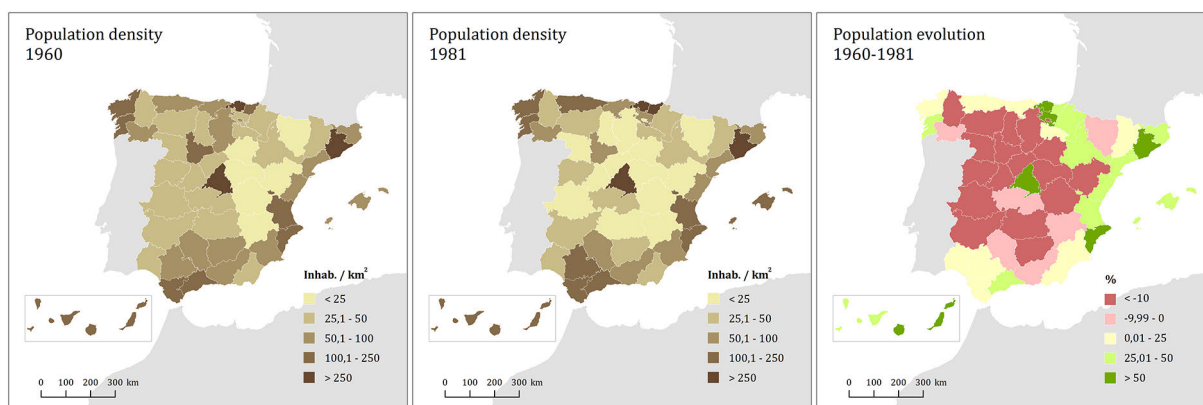 Population density
1960
Inhab. / km²
< 25
25,1 - 50
50,1 - 100
100,1 - 250
> 250
0 100 200 300 km
Population density
1981
Inhab. / km²
< 25
25,1 - 50
50,1 - 100
100,1 - 250
> 250
0 100 200 300 km
Population evolution
1960-1981
%
< -10
-9,99 - 0
0,01 - 25
25,01 - 50
> 50
0 100 200 300 km